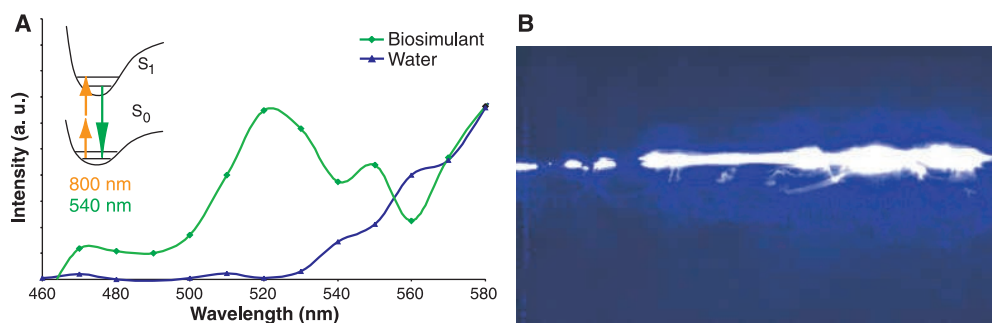 A
Intensity (a. u.)
S1
S0
800 nm
540 nm
Biosimulant
Water
460 480 500 520 540 560 580
Wavelength (nm)
B